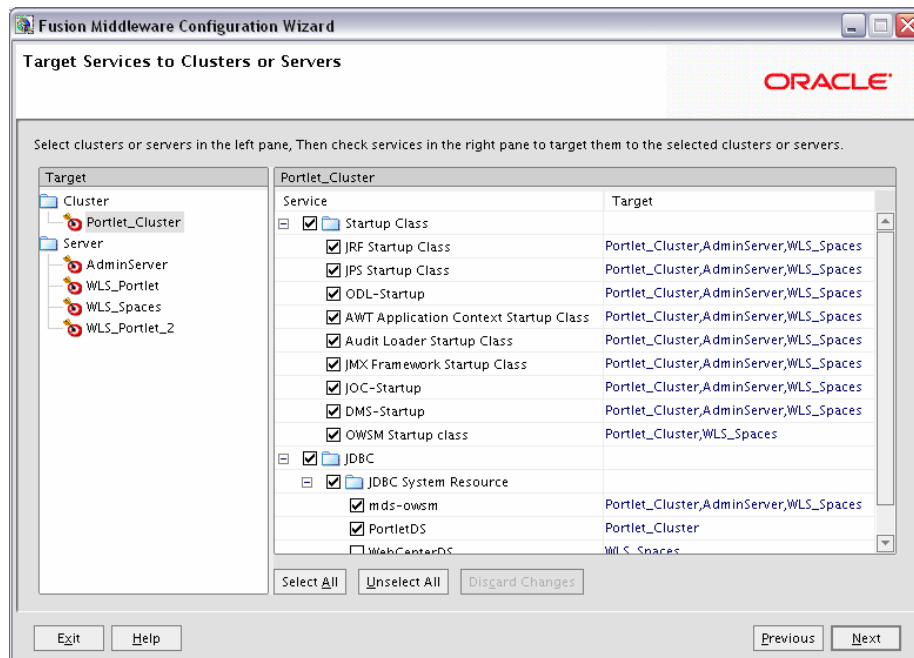 Fusion Middleware Configuration Wizard
Target Services to Clusters or Servers
ORACLE
Select clusters or servers in the left pane, Then check services in the right pane to target them to the selected clusters or servers.
Target
Cluster
Portlet_Cluster
Server
AdminServer
WLS_Portlet
WLS_Spaces
WLS_Portlet_2
Portlet_Cluster
Service Target
Startup Class
JRF Startup Class Portlet_Cluster,AdminServer,WLS_Spaces
JPS Startup Class Portlet_Cluster,AdminServer,WLS_Spaces
ODL-Startup Portlet_Cluster,AdminServer,WLS_Spaces
AWT Application Context Startup Class Portlet_Cluster,AdminServer,WLS_Spaces
Audit Loader Startup Class Portlet_Cluster,AdminServer,WLS_Spaces
JMX Framework Startup Class Portlet_Cluster,AdminServer,WLS_Spaces
JOC-Startup Portlet_Cluster,AdminServer,WLS_Spaces
DMS-Startup Portlet_Cluster,AdminServer,WLS_Spaces
OWSM Startup class Portlet_Cluster,WLS_Spaces
JDBC
JDBC System Resource
mds-owsm Portlet_Cluster,AdminServer,WLS_Spaces
PortletDS Portlet_Cluster
WebCenterDS WLS_Spaces
Select All Unselect All Discard Changes
Exit Help Previous Next